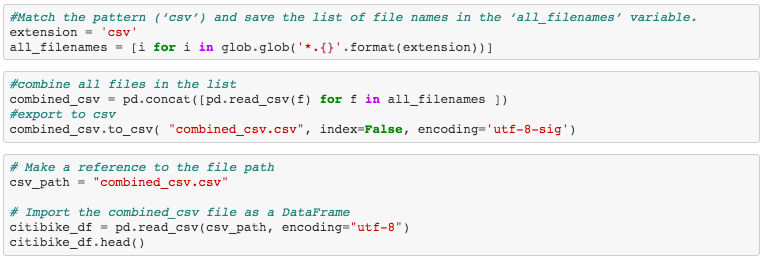 #Match the pattern (‘csv’) and save the list of file names in the ‘all_filenames’ variable.
extension = 'csv'
all_filenames = [i for i in glob.glob('*.{}'.format(extension))]
#combine all files in the list
combined_csv = pd.concat([pd.read_csv(f) for f in all_filenames ])
#export to csv
combined_csv.to_csv( "combined_csv.csv", index=False, encoding='utf-8-sig')
# Make a reference to the file path
csv_path = "combined_csv.csv"
# Import the combined_csv file as a DataFrame
citibike_df = pd.read_csv(csv_path, encoding="utf-8")
citibike_df.head()